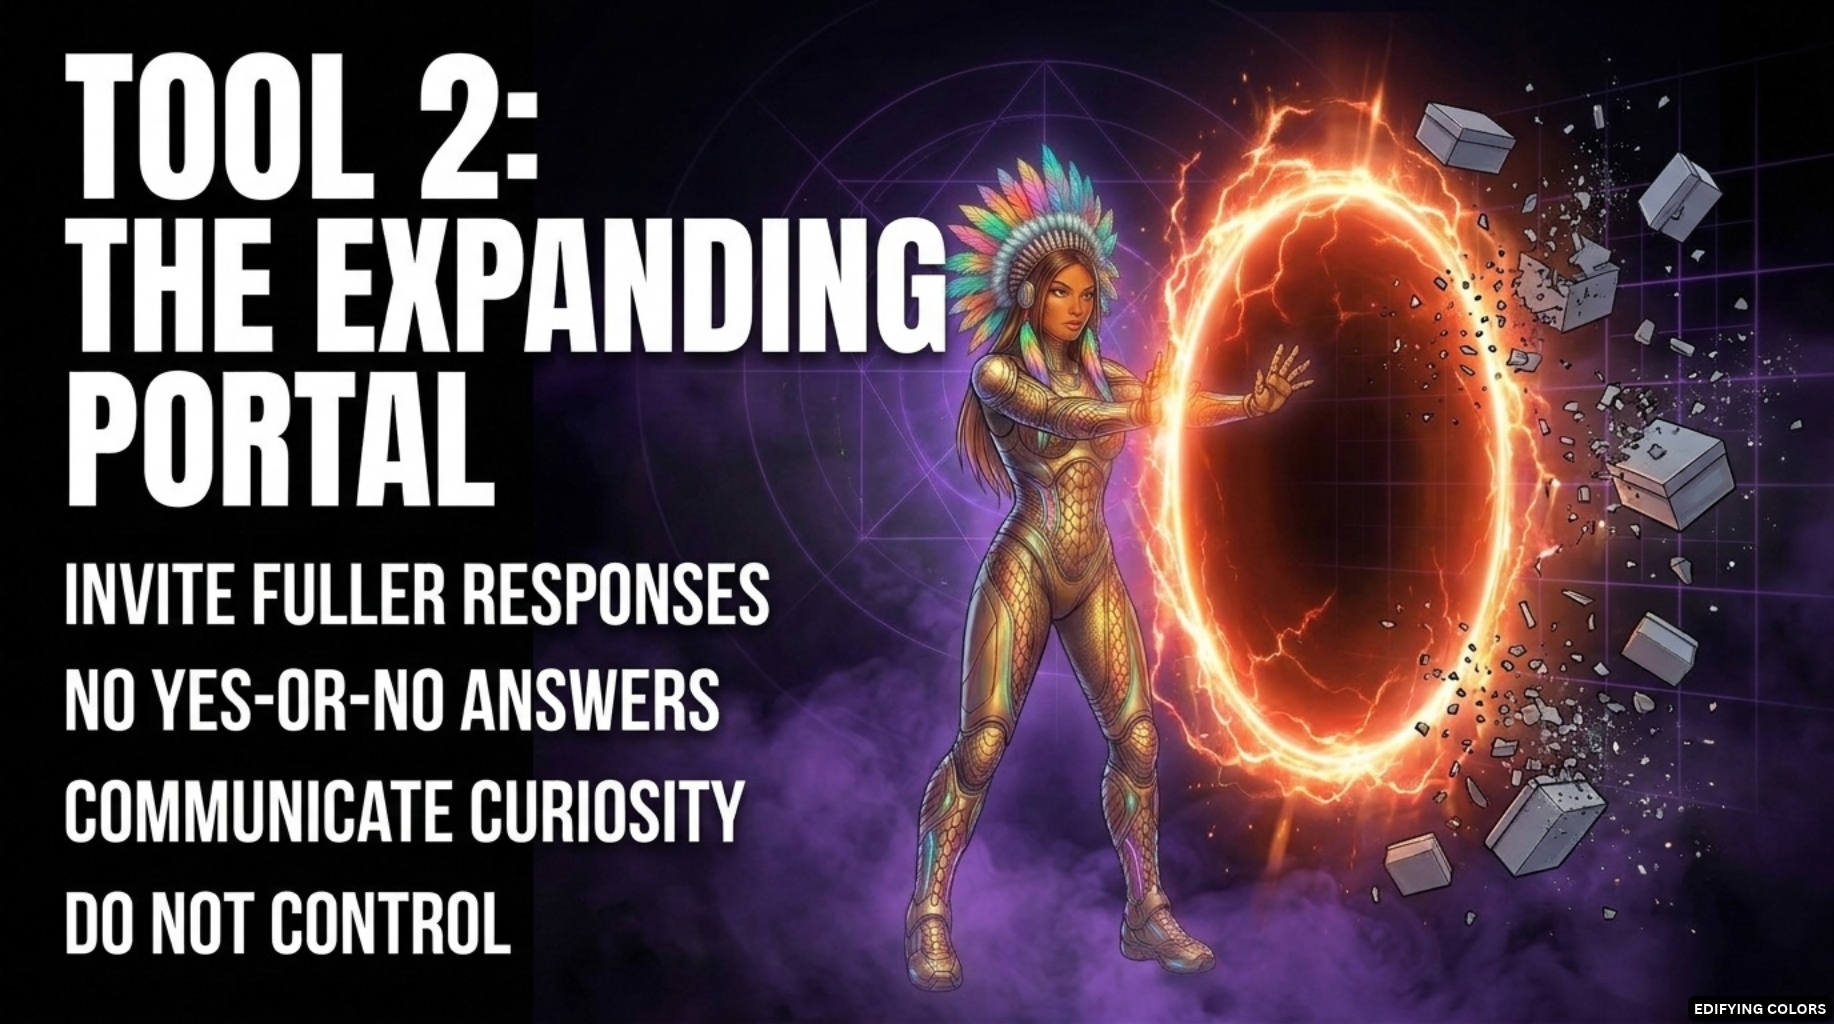 TOOL 2:
THE EXPANDING
PORTAL
INVITE FULLER RESPONSES
NO YES-OR-NO ANSWERS
COMMUNICATE CURIOSITY
DO NOT CONTROL
EDIFYING COLORS